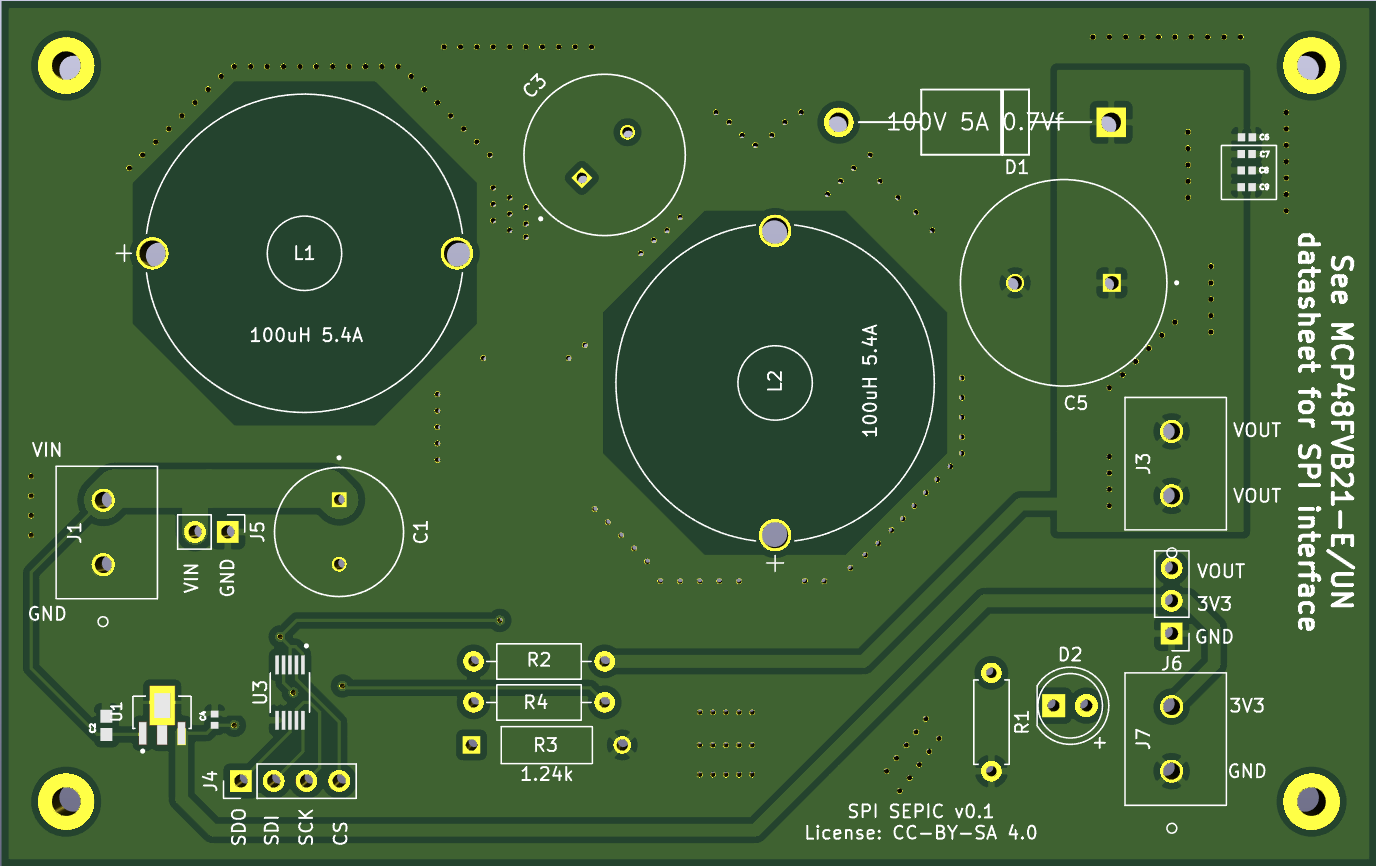 C3
100V 5A 0.7Vf
D1
C6
C7
C8
C9
+
L1
100uH 5.4A
L2
100uH 5.4A
+
C5
See MCP48FVB21-E/UN
datasheet for SPI interface
VIN
J1
GND
VIN
GND
J5
C1
J3
VOUT
VOUT
VOUT
3V3
GND
J6
U1
C2
C4
U3
R2
R4
R3
1.24k
J4
SDO
SDI
SCK
CS
R1
D2
+
J7
3V3
GND
SPI SEPIC v0.1
License: CC-BY-SA 4.0